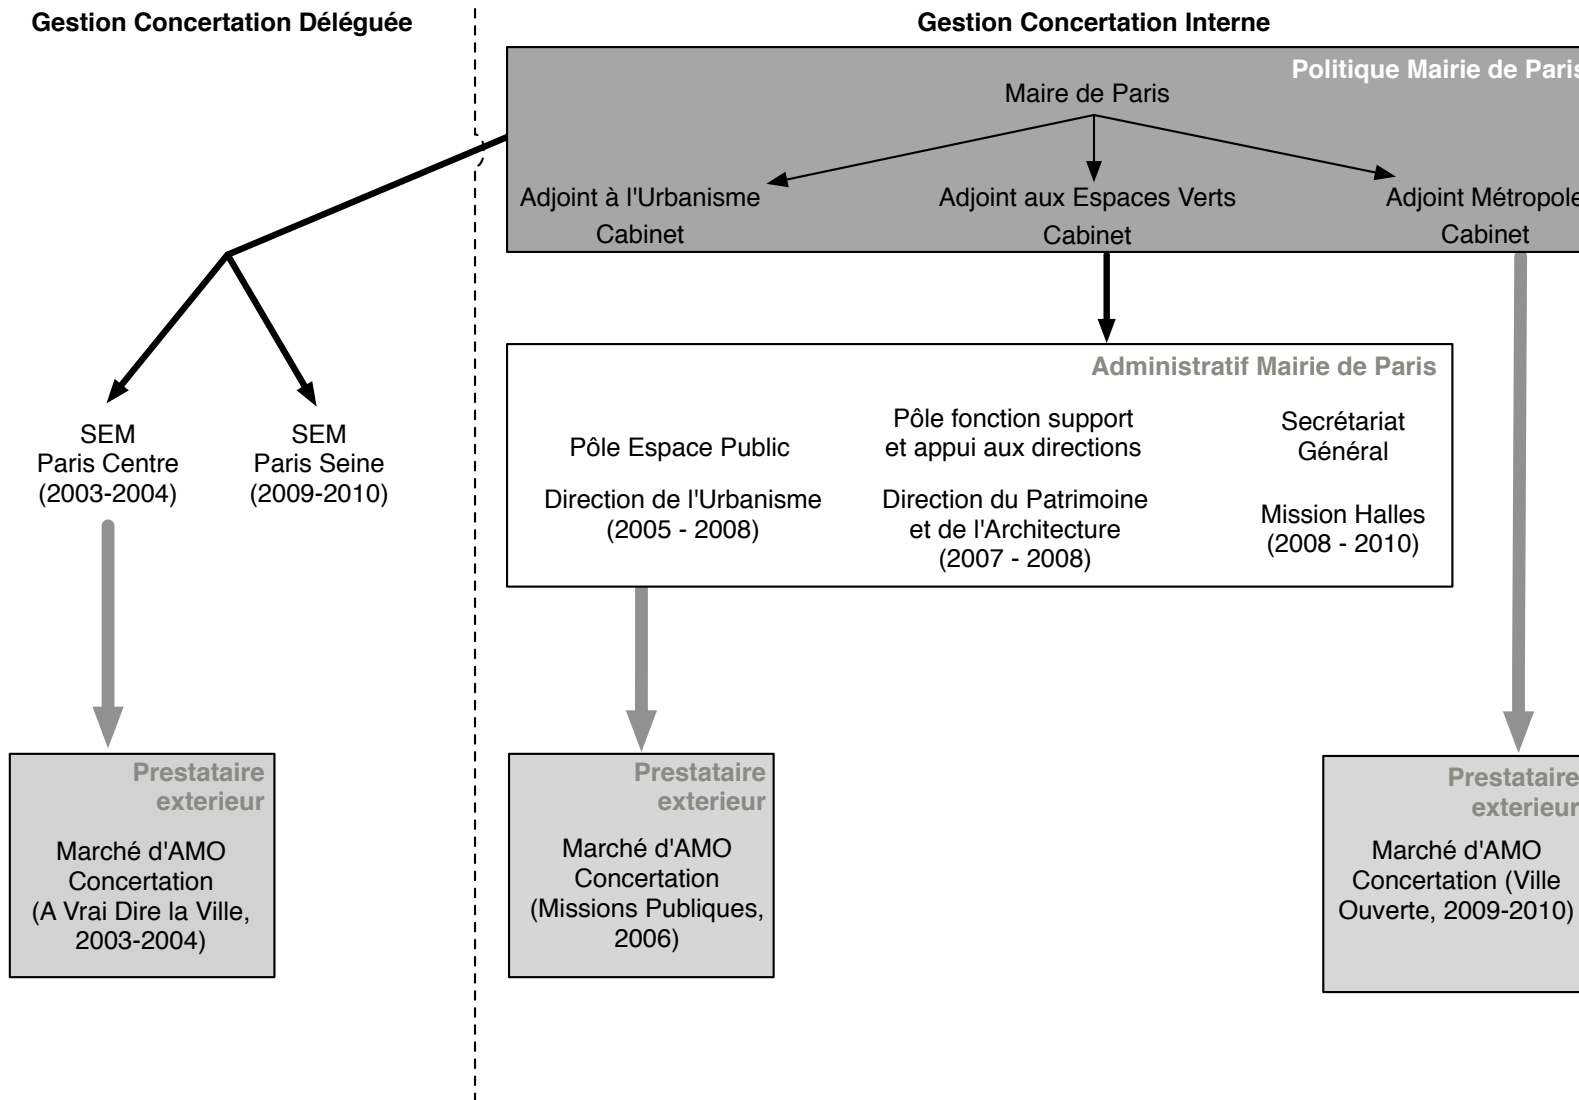 Gestion Concertation Déléguée
Gestion Concertation Interne
Politique Mairie de Paris
Maire de Paris
Adjoint à l'Urbanisme
Cabinet
Adjoint aux Espaces Verts
Cabinet
Adjoint Métropole
Cabinet
Administratif Mairie de Paris
SEM
Paris Centre
(2003-2004)
SEM
Paris Seine
(2009-2010)
Pôle Espace Public
Direction de l'Urbanisme
(2005 - 2008)
Pôle fonction support
et appui aux directions
Direction du Patrimoine
et de l'Architecture
(2007 - 2008)
Secrétariat
Général
Mission Halles
(2008 - 2010)
Prestataire
exterieur
Marché d'AMO
Concertation
(A Vrai Dire la Ville,
2003-2004)
Prestataire
exterieur
Marché d'AMO
Concertation
(Missions Publiques,
2006)
Prestataire
exterieur
Marché d'AMO
Concertation (Ville
Ouverte, 2009-2010)